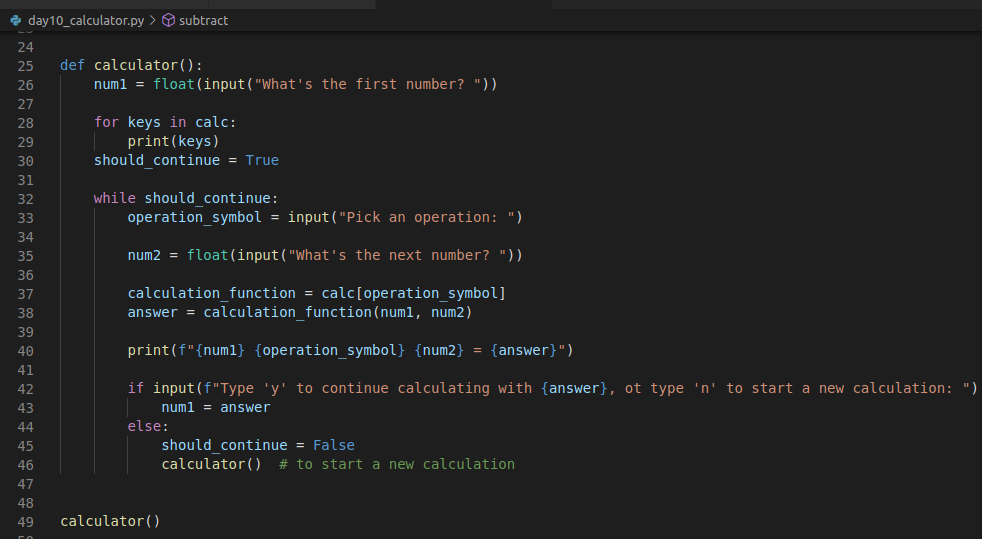 day10_calculator.py > subtract
24
25 def calculator():
26     num1 = float(input("What's the first number? "))
27
28     for keys in calc:
29         print(keys)
30     should_continue = True
31
32     while should_continue:
33         operation_symbol = input("Pick an operation: ")
34
35         num2 = float(input("What's the next number? "))
36
37         calculation_function = calc[operation_symbol]
38         answer = calculation_function(num1, num2)
39
40         print(f"{num1} {operation_symbol} {num2} = {answer}")
41
42         if input(f"Type 'y' to continue calculating with {answer}, ot type 'n' to start a new calculation: ")
43             num1 = answer
44         else:
45             should_continue = False
46             calculator()  # to start a new calculation
47
48
49 calculator()